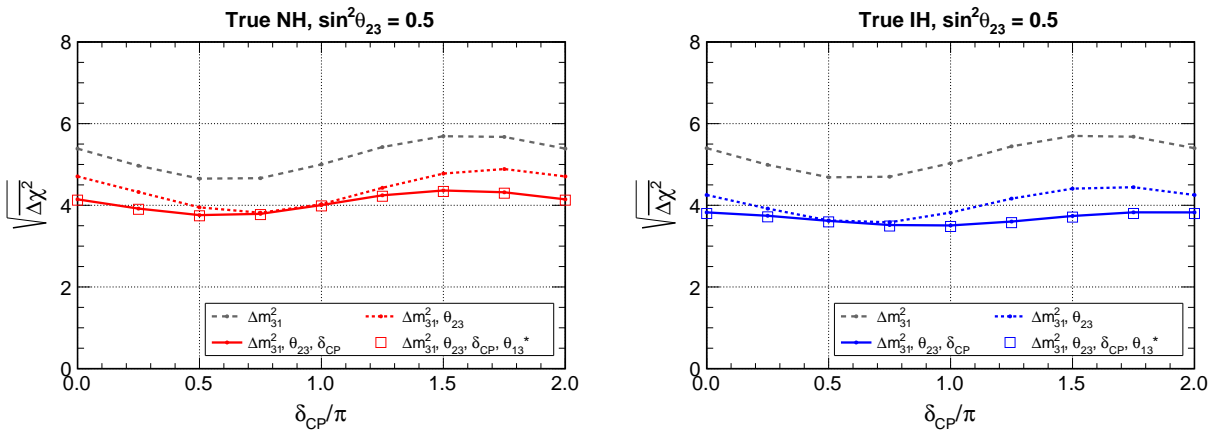 True NH, sin²θ₂₃ = 0.5
√Δχ²
8
6
4
2
0
Δm²₃₁
Δm²₃₁, θ₂₃
Δm²₃₁, θ₂₃, δCP
Δm²₃₁, θ₂₃, δCP, θ₁₃*
0.0 0.5 1.0 1.5 2.0
δCP/π
True IH, sin²θ₂₃ = 0.5
√Δχ²
8
6
4
2
0
Δm²₃₁
Δm²₃₁, θ₂₃
Δm²₃₁, θ₂₃, δCP
Δm²₃₁, θ₂₃, δCP, θ₁₃*
0.0 0.5 1.0 1.5 2.0
δCP/π